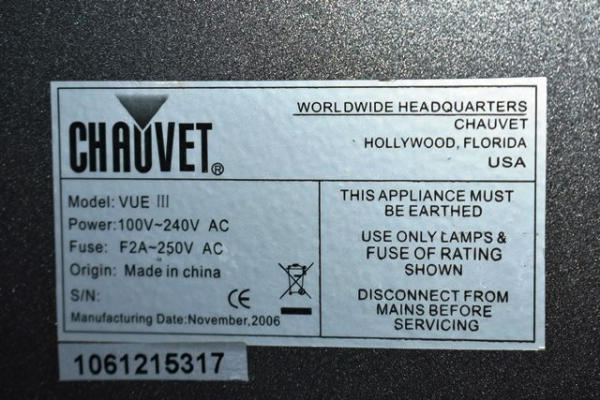 CHAUVET®
WORLDWIDE HEADQUARTERS
CHAUVET
HOLLYWOOD, FLORIDA
USA
Model: VUE III
Power:100V~240V AC
Fuse: F2A~250V AC
Origin: Made in china
S/N:
CE
Manufacturing Date:November,2006
THIS APPLIANCE MUST
BE EARTHED
USE ONLY LAMPS &
FUSE OF RATING
SHOWN
DISCONNECT FROM
MAINS BEFORE
SERVICING
1061215317